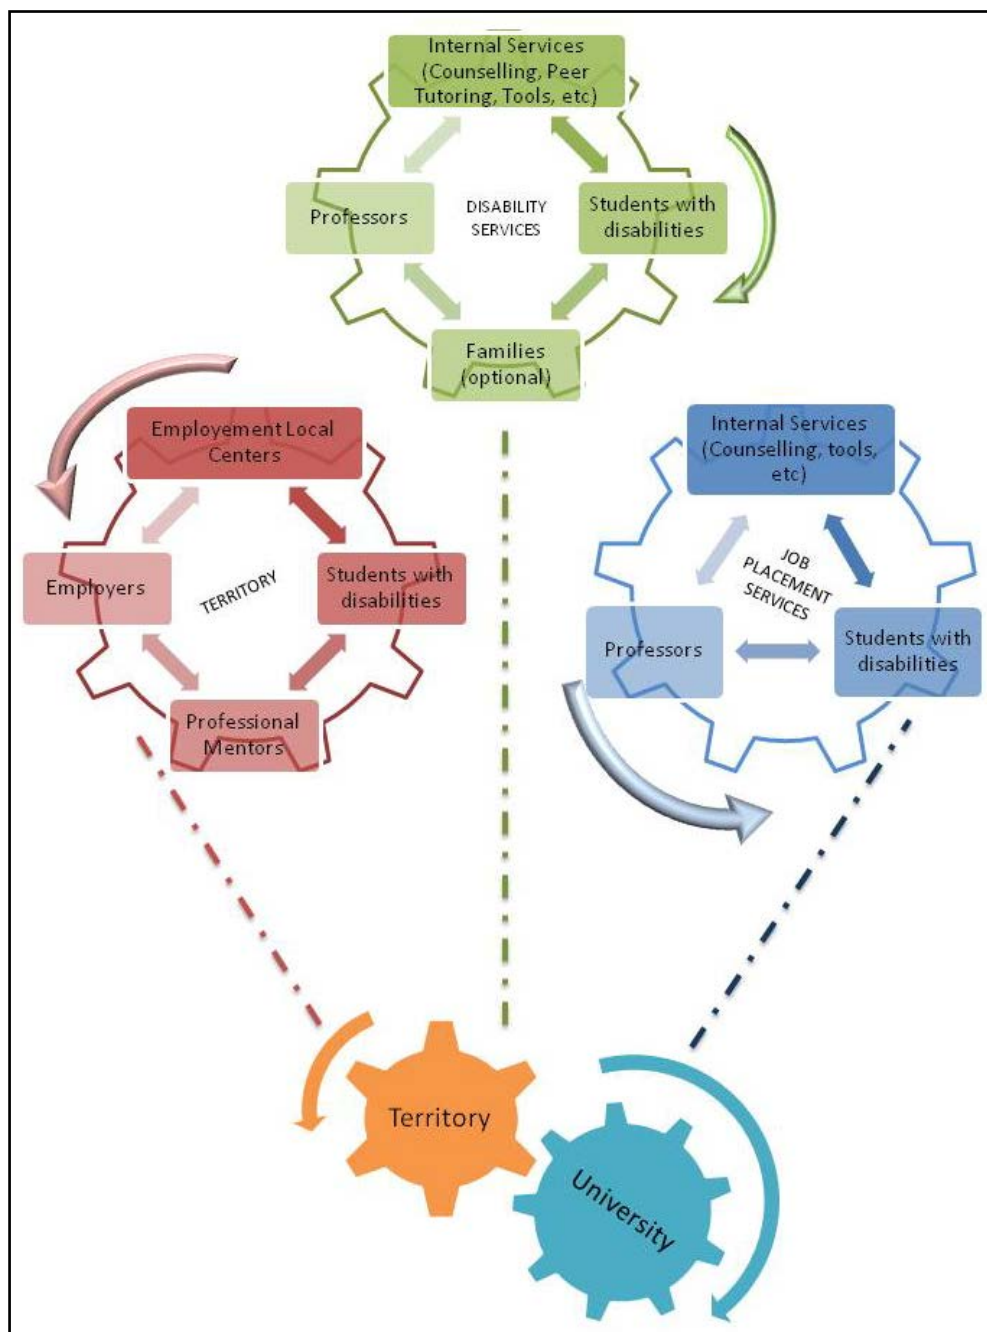 Internal Services
(Counselling, Peer
Tutoring, Tools, etc)
Professors
DISABILITY
SERVICES
Students with
disabilities
Families
(optional)
Employement Local
Centers
Employers
TERRITORY
Students with
disabilities
Professional
Mentors
Internal Services
(Counselling, tools,
etc)
JOB
PLACEMENT
SERVICES
Professors
Students with
disabilities
Territory
University